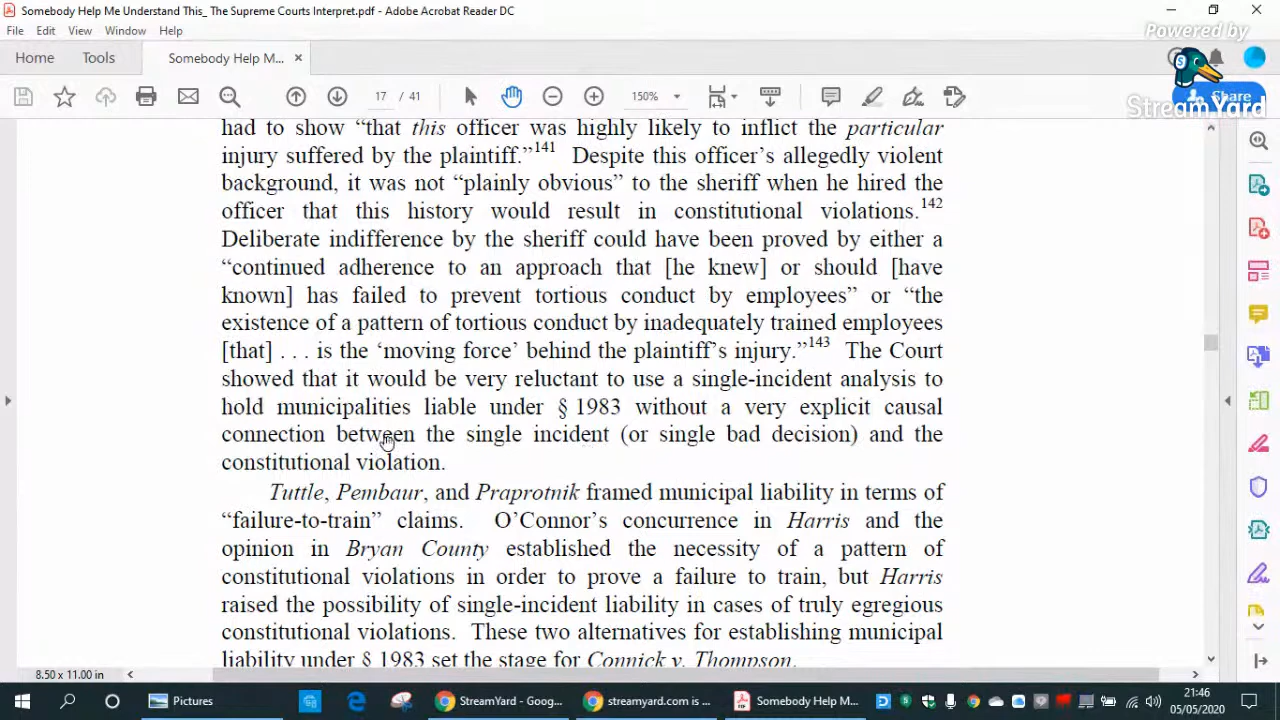 Somebody Help Me Understand This_ The Supreme Courts Interpret.pdf - Adobe Acrobat Reader DC
File Edit View Window Help
Powered by
Home Tools Somebody Help M... ×
17 / 41 150% Share
StreamYard
had to show “that this officer was highly likely to inflict the particular
injury suffered by the plaintiff.”141 Despite this officer’s allegedly violent
background, it was not “plainly obvious” to the sheriff when he hired the
officer that this history would result in constitutional violations.142
Deliberate indifference by the sheriff could have been proved by either a
“continued adherence to an approach that [he knew] or should [have
known] has failed to prevent tortious conduct by employees” or “the
existence of a pattern of tortious conduct by inadequately trained employees
[that] . . . is the ‘moving force’ behind the plaintiff’s injury.”143 The Court
showed that it would be very reluctant to use a single-incident analysis to
hold municipalities liable under § 1983 without a very explicit causal
connection between the single incident (or single bad decision) and the
constitutional violation.
Tuttle, Pembaur, and Praprotnik framed municipal liability in terms of
“failure-to-train” claims. O’Connor’s concurrence in Harris and the
opinion in Bryan County established the necessity of a pattern of
constitutional violations in order to prove a failure to train, but Harris
raised the possibility of single-incident liability in cases of truly egregious
constitutional violations. These two alternatives for establishing municipal
liability under § 1983 set the stage for Connick v. Thompson.
8.50 x 11.00 in
Pictures StreamYard - Goog... streamyard.com is ... Somebody Help M... 21:46
05/05/2020